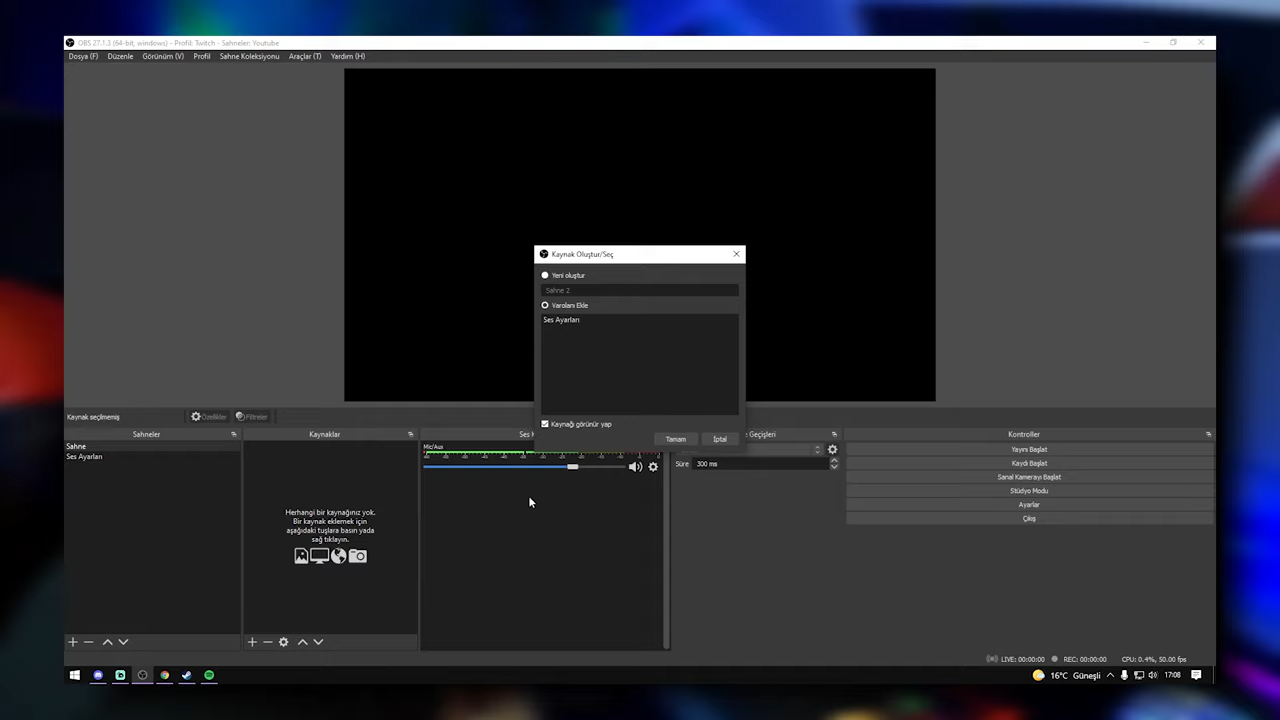 OBS 27.1.3 (64-bit, windows) - Profil: Twitch - Sahneler: Youtube
Dosya (F) Düzenle Görünüm (V) Profil Sahne Koleksiyonu Araçlar (T) Yardım (H)
Kaynak Oluştur/Seç
Yeni oluştur
Sahne 2
Varolanı Ekle
Ses Ayarları
Kaynağı görünür yap
Tamam İptal
Kaynak seçilmemiş Özellikler Filtreler
Sahneler Kaynaklar Ses Geçişleri Kontroller
Sahne
Ses Ayarları
Herhangi bir kaynağınız yok.
Bir kaynak eklemek için
aşağıdaki tuşlara basın yada
sağ tıklayın.
Mic/Aux
Süre 300 ms
Yayını Başlat
Kaydı Başlat
Sanal Kamerayı Başlat
Stüdyo Modu
Ayarlar
Çıkış
LIVE: 00:00:00 REC: 00:00:00 CPU: 0.4%, 50.00 fps
16°C Güneşli 17:08